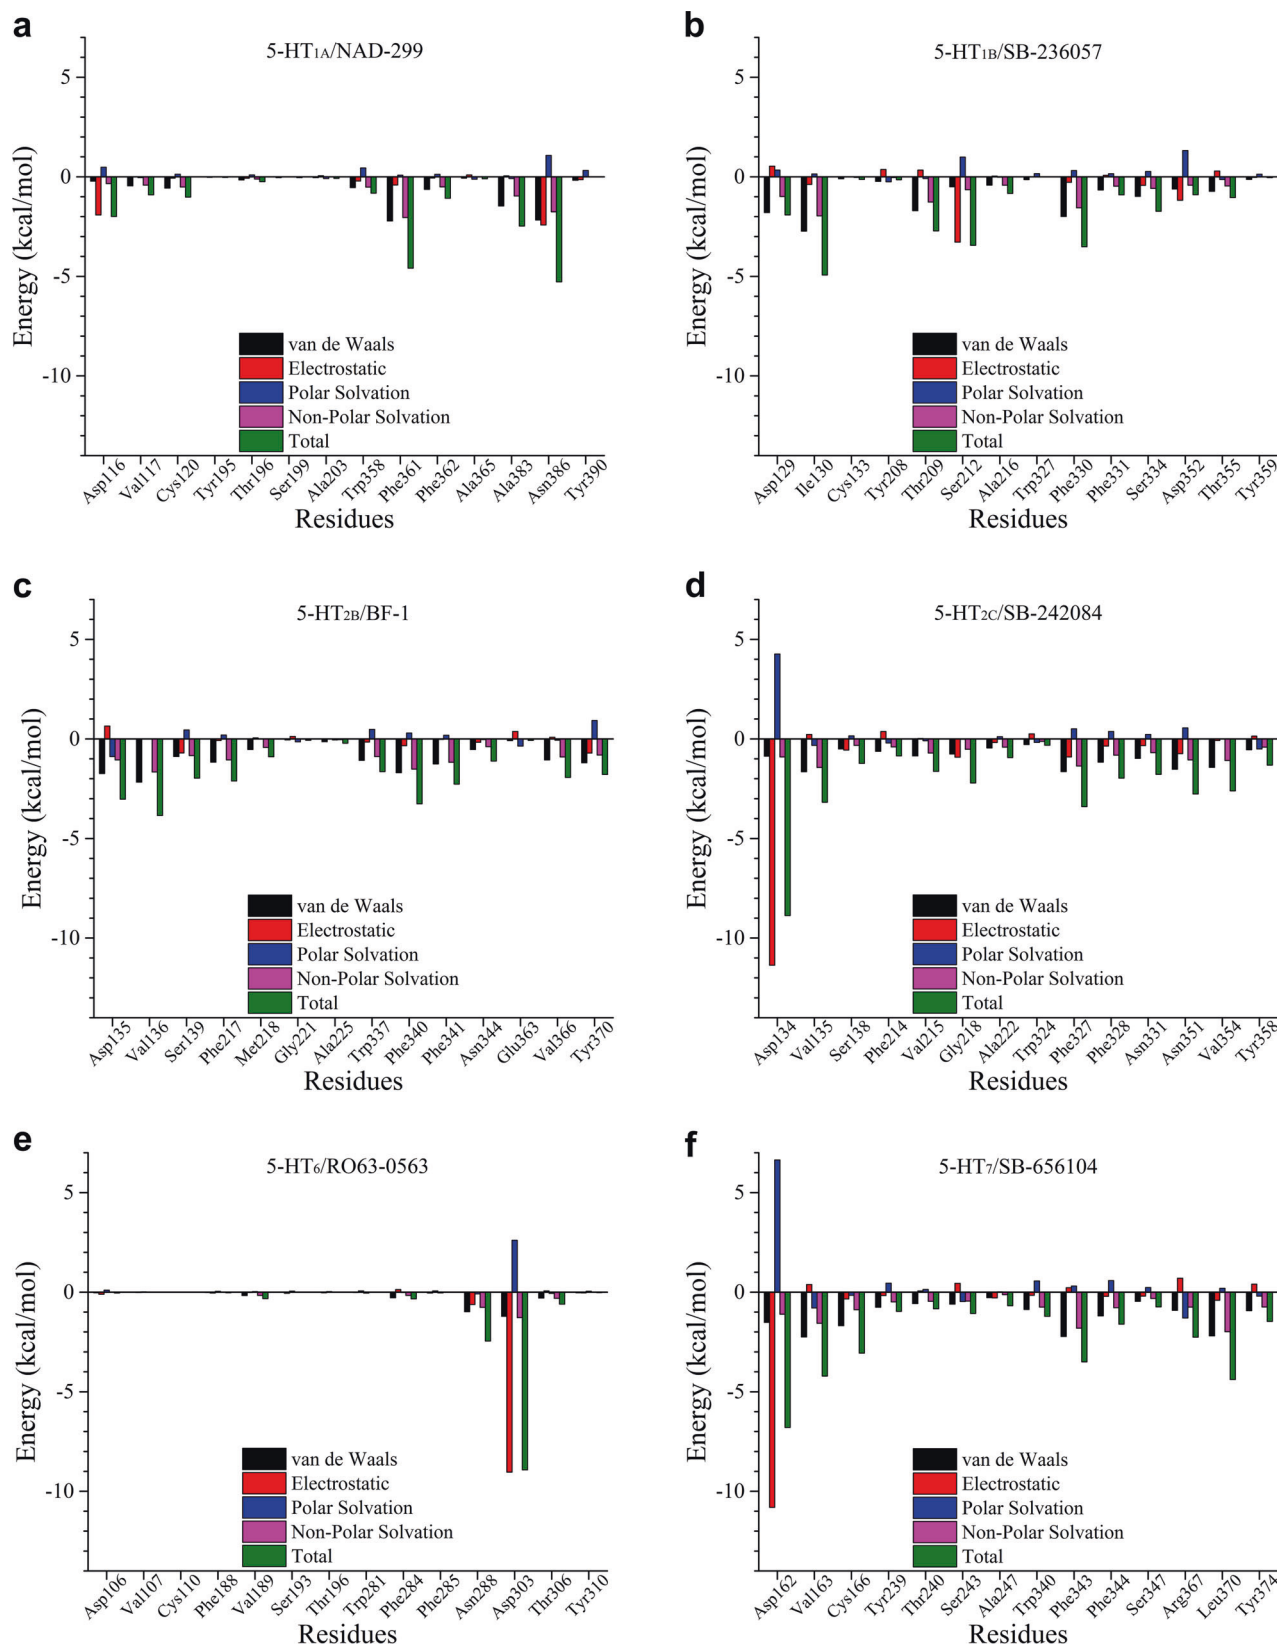 a
5-HT1A/NAD-299
5
0
-5
-10
Energy (kcal/mol)
van de Waals
Electrostatic
Polar Solvation
Non-Polar Solvation
Total
Asp116 Val117 Cys120 Tyr195 Thr196 Ser199 Ala203 Trp358 Phe361 Phe362 Ala365 Ala383 Asn386 Tyr390
Residues
b
5-HT1B/SB-236057
5
0
-5
-10
Energy (kcal/mol)
van de Waals
Electrostatic
Polar Solvation
Non-Polar Solvation
Total
Asp129 Ile130 Cys133 Tyr208 Thr209 Ser212 Ala216 Trp327 Phe330 Phe331 Ser334 Asp352 Thr355 Tyr359
Residues
c
5-HT2B/BF-1
5
0
-5
-10
Energy (kcal/mol)
van de Waals
Electrostatic
Polar Solvation
Non-Polar Solvation
Total
Asp135 Val136 Ser139 Phe217 Met218 Gly221 Ala225 Trp337 Phe340 Phe341 Asn344 Glu363 Val366 Tyr370
Residues
d
5-HT2C/SB-242084
5
0
-5
-10
Energy (kcal/mol)
van de Waals
Electrostatic
Polar Solvation
Non-Polar Solvation
Total
Asp134 Val135 Ser138 Phe214 Val215 Gly218 Ala222 Trp324 Phe327 Phe328 Asn331 Asn351 Val354 Tyr358
Residues
e
5-HT6/RO63-0563
5
0
-5
-10
Energy (kcal/mol)
van de Waals
Electrostatic
Polar Solvation
Non-Polar Solvation
Total
Asp106 Val107 Cys110 Phe188 Val189 Ser193 Thr196 Trp281 Phe284 Phe285 Asn288 Asp303 Thr306 Tyr310
Residues
f
5-HT7/SB-656104
5
0
-5
-10
Energy (kcal/mol)
van de Waals
Electrostatic
Polar Solvation
Non-Polar Solvation
Total
Asp162 Val163 Cys166 Tyr239 Thr240 Ser243 Ala247 Trp340 Phe343 Phe344 Ser347 Arg367 Leu370 Tyr374
Residues